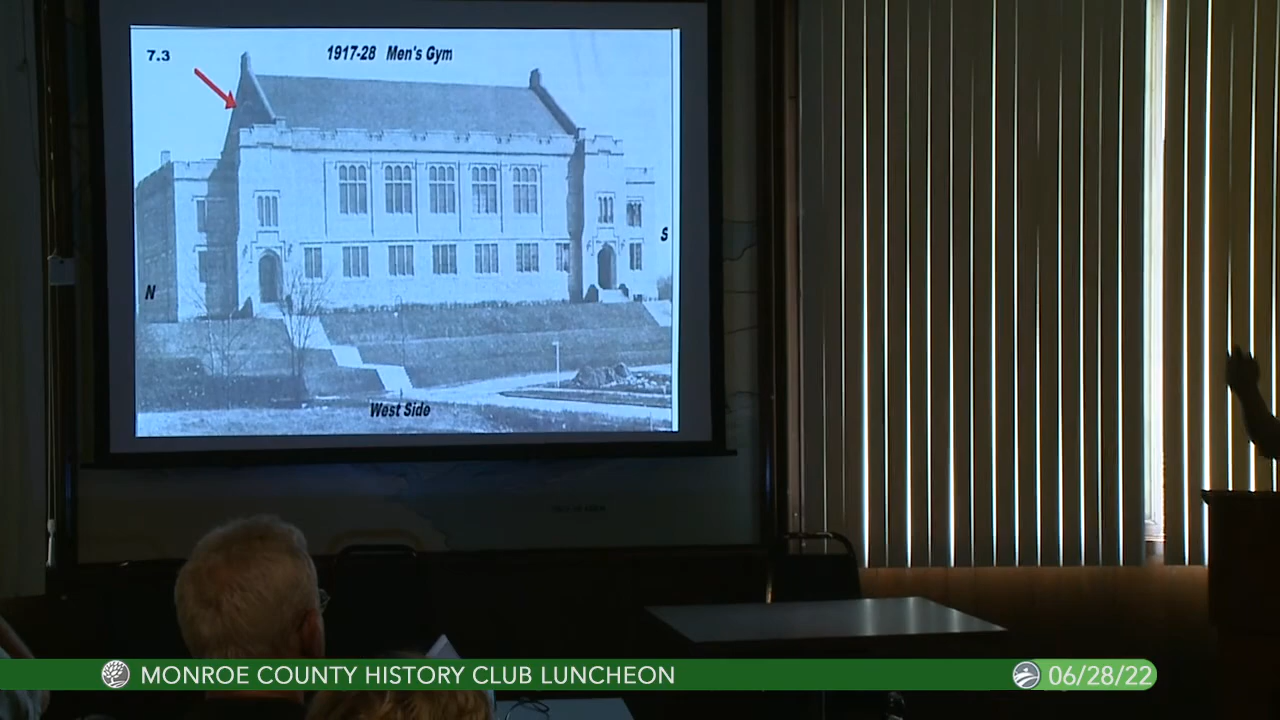 7.3
1917-28 Men's Gym
S
N
West Side
MONROE COUNTY HISTORY CLUB LUNCHEON
06/28/22